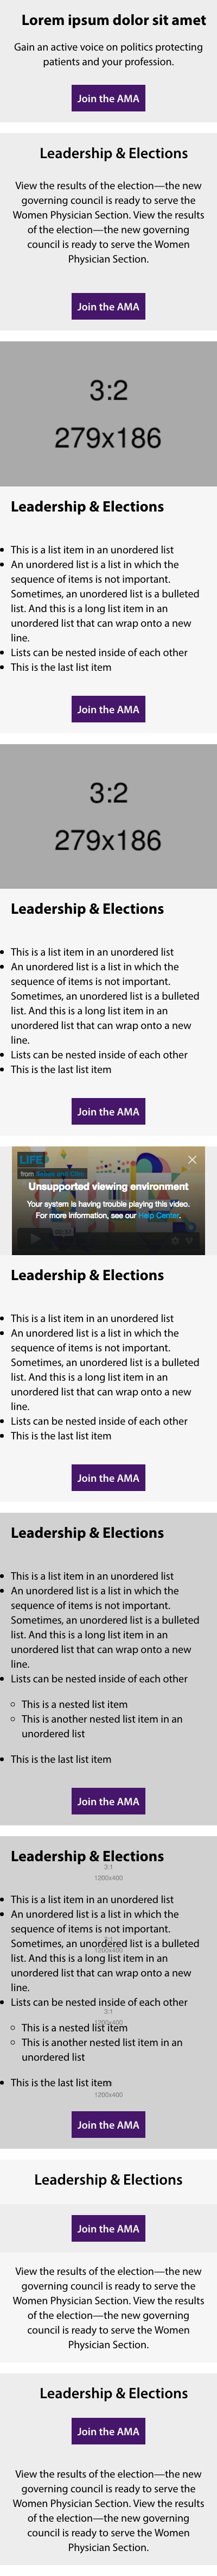 Lorem ipsum dolor sit amet
Gain an active voice on politics protecting
patients and your profession.
Join the AMA
Leadership & Elections
View the results of the election—the new
governing council is ready to serve the
Women Physician Section. View the results
of the election—the new governing
council is ready to serve the Women
Physician Section.
Join the AMA
3:2
279x186
Leadership & Elections
This is a list item in an unordered list
An unordered list is a list in which the
sequence of items is not important.
Sometimes, an unordered list is a bulleted
list. And this is a long list item in an
unordered list that can wrap onto a new
line.
Lists can be nested inside of each other
This is the last list item
Join the AMA
3:2
279x186
Leadership & Elections
This is a list item in an unordered list
An unordered list is a list in which the
sequence of items is not important.
Sometimes, an unordered list is a bulleted
list. And this is a long list item in an
unordered list that can wrap onto a new
line.
Lists can be nested inside of each other
This is the last list item
Join the AMA
LIFE
from
Unsupported viewing environment
Your system is having trouble playing this video.
For more information, see our Help Center.
Leadership & Elections
This is a list item in an unordered list
An unordered list is a list in which the
sequence of items is not important.
Sometimes, an unordered list is a bulleted
list. And this is a long list item in an
unordered list that can wrap onto a new
line.
Lists can be nested inside of each other
This is the last list item
Join the AMA
Leadership & Elections
This is a list item in an unordered list
An unordered list is a list in which the
sequence of items is not important.
Sometimes, an unordered list is a bulleted
list. And this is a long list item in an
unordered list that can wrap onto a new
line.
Lists can be nested inside of each other
This is a nested list item
This is another nested list item in an
unordered list
This is the last list item
Join the AMA
Leadership & Elections
3:1
1200x400
This is a list item in an unordered list
An unordered list is a list in which the
sequence of items is not important.
Sometimes, an unordered list is a bulleted
1200x400
list. And this is a long list item in an
unordered list that can wrap onto a new
line.
Lists can be nested inside of each other
3:1
1200x400
This is a nested list item
This is another nested list item in an
unordered list
This is the last list item
1200x400
Join the AMA
Leadership & Elections
Join the AMA
View the results of the election—the new
governing council is ready to serve the
Women Physician Section. View the results
of the election—the new governing
council is ready to serve the Women
Physician Section.
Leadership & Elections
Join the AMA
View the results of the election—the new
governing council is ready to serve the
Women Physician Section. View the results
of the election—the new governing
council is ready to serve the Women
Physician Section.